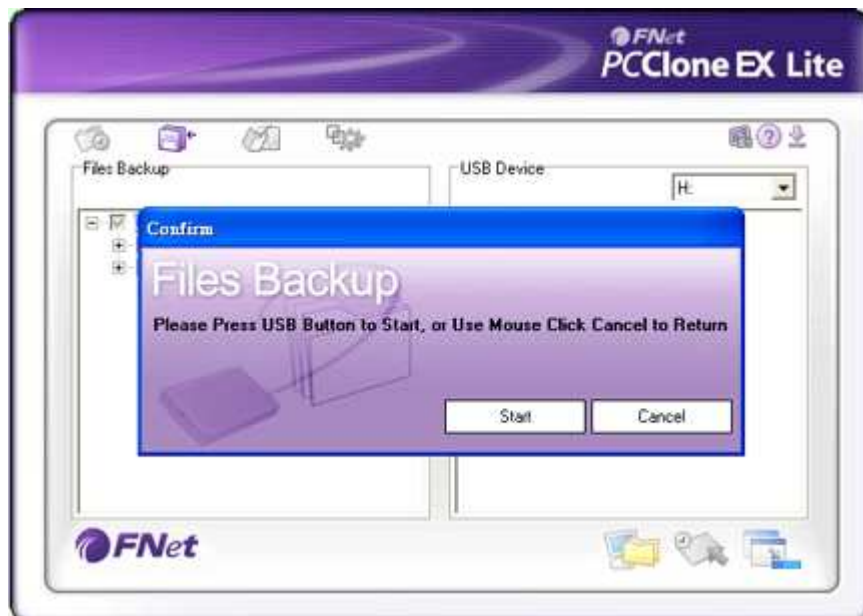 FNet
PCClone EX Lite
Files Backup
USB Device
H:
Confirm
Files Backup
Please Press USB Button to Start, or Use Mouse Click Cancel to Return
Start
Cancel
FNet